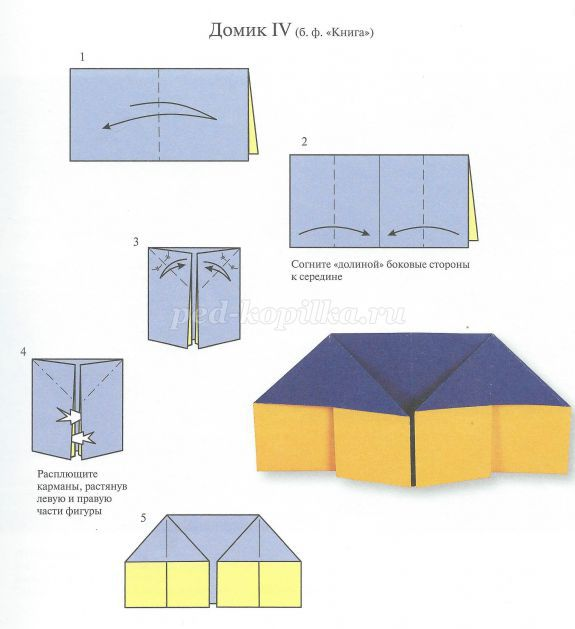 Домик IV (б. ф. «Книга»)
1
2
Согните «долиной» боковые стороны
к середине
3
ped-kopilka.ru
4
Расплющите
карманы, растянув
левую и правую
части фигуры
5